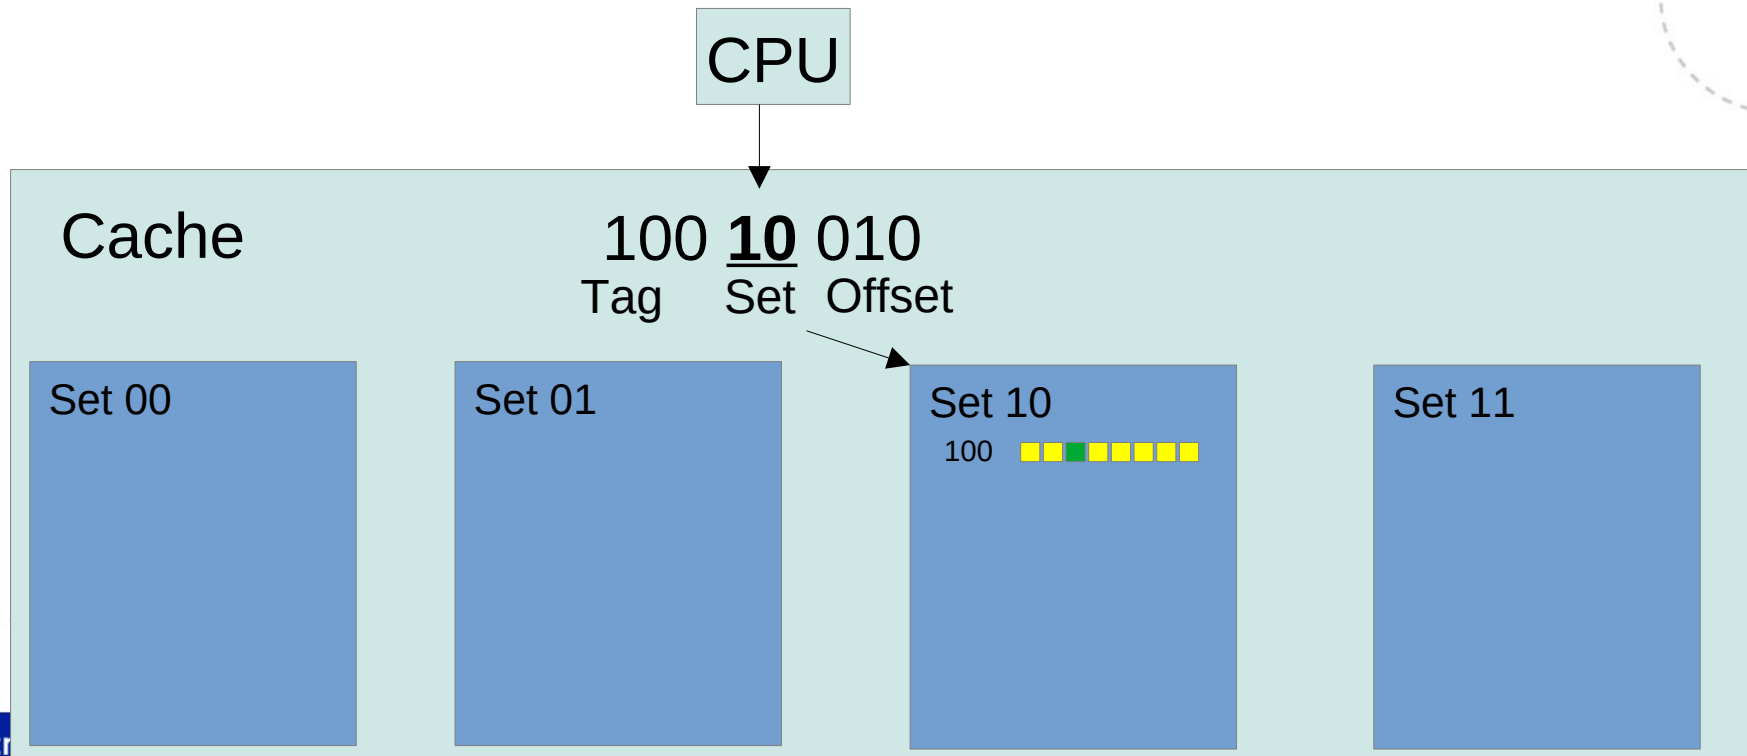 CPU
Cache
100 10 010
Tag Set Offset
Set 00
Set 01
Set 10
100
Set 11